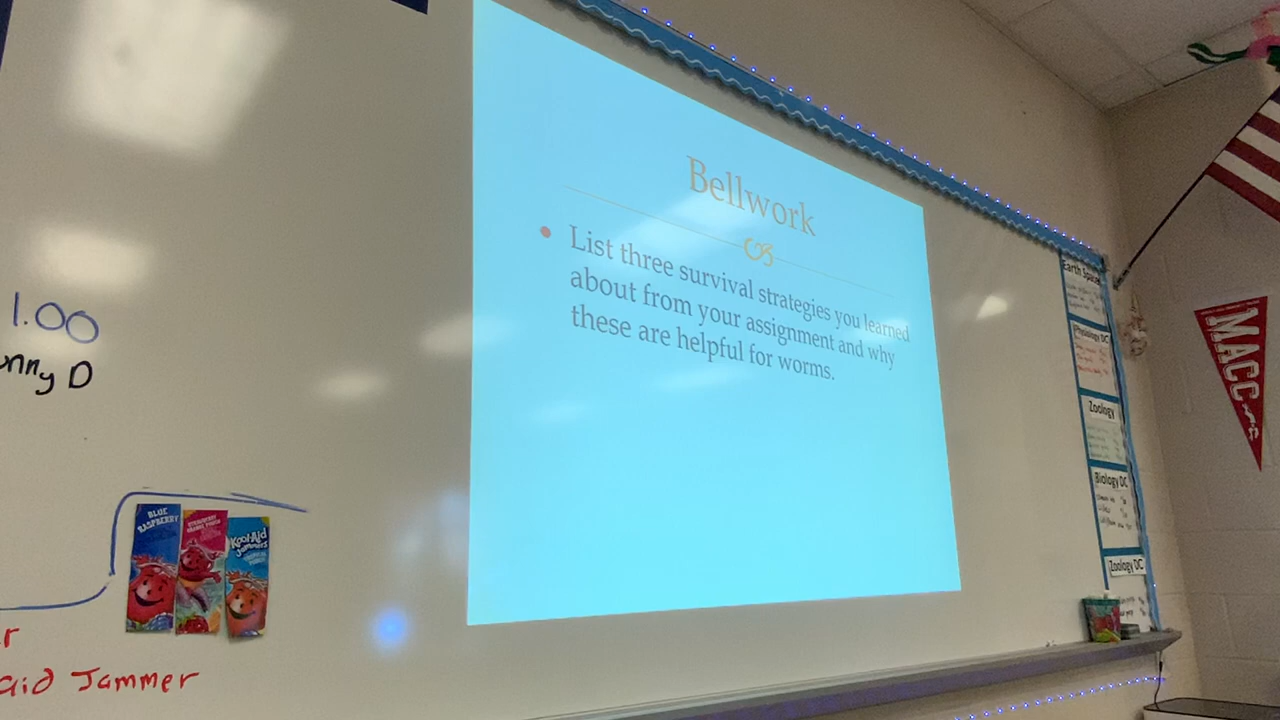 1.00
nny D
Bellwork
• List three survival strategies you learned
about from your assignment and why
these are helpful for worms.
BLUE
RASPBERRY
Kool-Aid
Jammers
r
aid Jammer
Earth Space
Physiology DC
Zoology
Biology DC
Zoology DC
MACC